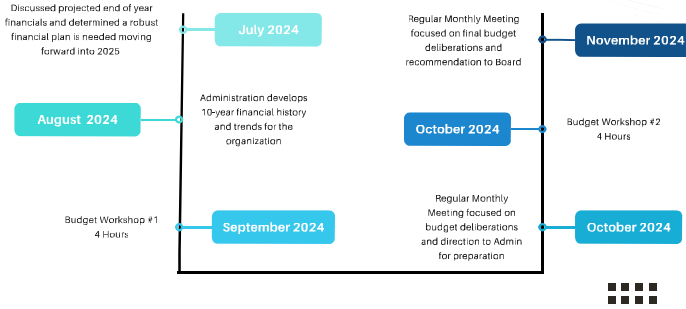 Discussed projected end of year
financials and determined a robust
financial plan is needed moving
forward into 2025
July 2024
August 2024
Administration develops
10-year financial history
and trends for the
organization
Budget Workshop #1
4 Hours
September 2024
Regular Monthly
Meeting focused on
budget deliberations
and direction to Admin
for preparation
October 2024
October 2024
Budget Workshop #2
4 Hours
Regular Monthly Meeting
focused on final budget
deliberations and
recommendation to Board
November 2024